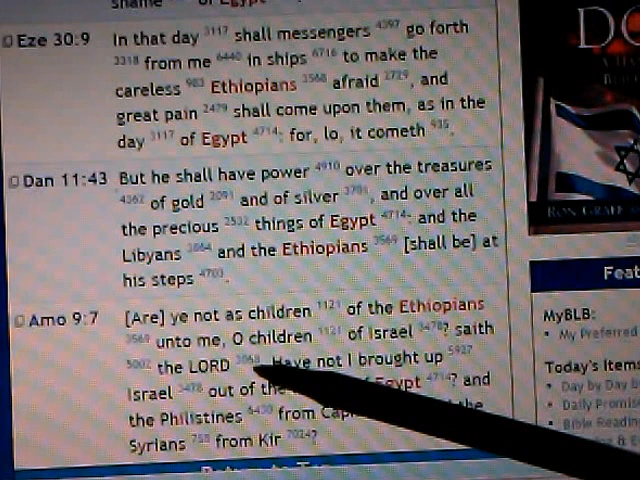 shame of Egypt
Eze 30:9 In that day 3117 shall messengers 4397 go forth
3318 from me 6440 in ships 6716 to make the
careless 983 Ethiopians 3568 afraid 2729, and
great pain 2479 shall come upon them, as in the
day 3117 of Egypt 4714: for, lo, it cometh 935.
Dan 11:43 But he shall have power 4910 over the treasures
4362 of gold 2091 and of silver 3701, and over all
the precious 2532 things of Egypt 4714: and the
Libyans 3864 and the Ethiopians 3569 [shall be] at
his steps 4703.
Amo 9:7 [Are] ye not as children 1121 of the Ethiopians
3569 unto me, O children 1121 of Israel 3478? saith
5002 the LORD 3068. Have not I brought up 5927
Israel 3478 out of the of Egypt 4714? and
the Philistines 6430 from the
Syrians 758 from Kir 7024?
DO
RON GRAFF
Feat
MyBLB:
• My Preferred
Today's Items
• Day by Day
• Daily Promis
• Bible Readin